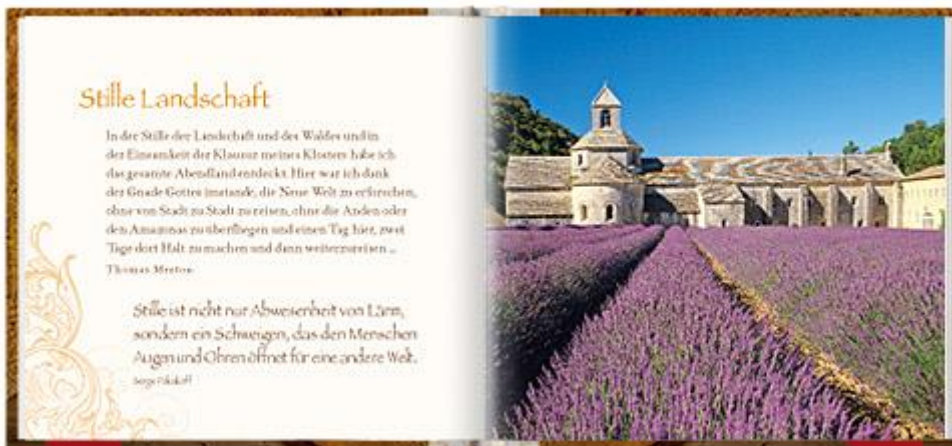 Stille Landschaft
In der Stille der Landschaft und des Waldes und in
der Einsamkeit der Klausur meines Klosters habe ich
das gesamte Abendland entdeckt. Hier war ich dank
der Gnade Gottes imstande, die Neue Welt zu erforschen,
ohne von Stadt zu Stadt zu reisen, ohne die Anden oder
den Amazonas zu überfliegen und einen Tag hier, zwei
Tage dort Halt zu machen und dann weiterzureisen ...
Thomas Merton
Stille ist nicht nur Abwesenheit von Lärm,
sondern ein Schweigen, das den Menschen
Augen und Ohren öffnet für eine andere Welt.
Serge Poliakoff